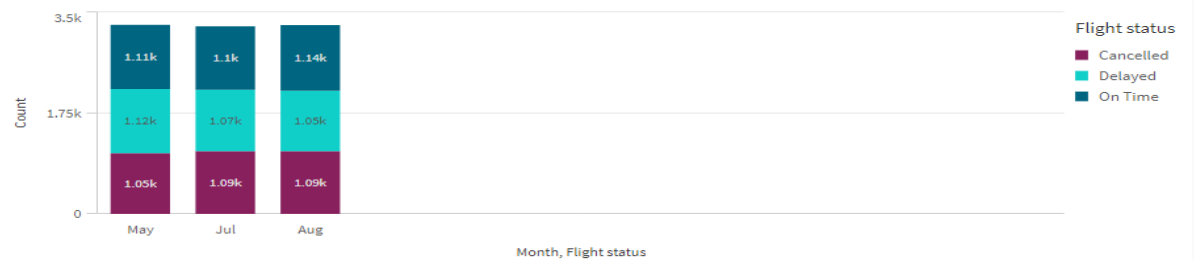 3.5k
1.75k
0
Count
1.11k
1.1k
1.14k
1.12k
1.07k
1.05k
1.05k
1.09k
1.09k
May
Jul
Aug
Month, Flight status
Flight status
Cancelled
Delayed
On Time